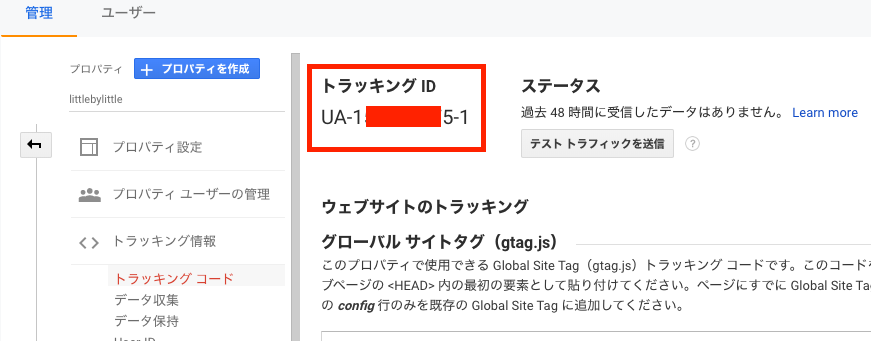 管理 ユーザー
プロパティ + プロパティを作成
littlebylittle
プロパティ設定
プロパティ ユーザーの管理
トラッキング情報
トラッキング コード
データ収集
データ保持
User ID
トラッキング ID
UA-1 5-1
ステータス
過去 48 時間に受信したデータはありません。 Learn more
テスト トラフィックを送信 ?
ウェブサイトのトラッキング
グローバル サイトタグ（gtag.js）
このプロパティで使用できる Global Site Tag（gtag.js）トラッキング コードです。このコードを
ブページの <HEAD> 内の最初の要素として貼り付けてください。ページにすでに Global Site Ta
の config 行のみを既存の Global Site Tag に追加してください。